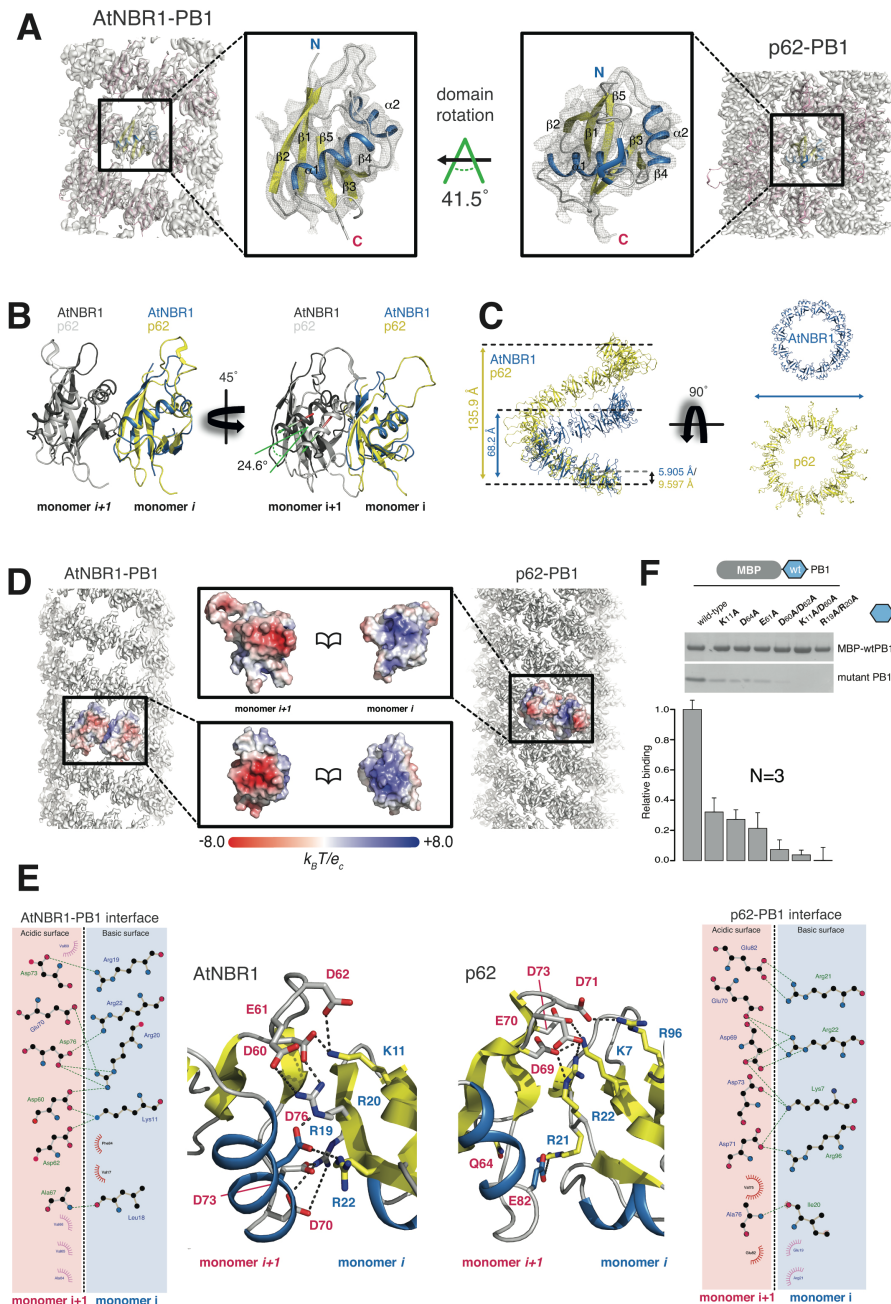 A
AtNBR1-PB1
p62-PB1
N
α2
β1
β5
β2
β4
α1
β3
C
domain
rotation
41.5°
N
β5
β2
β1
α2
β3
α1
β4
C
B
AtNBR1
p62
AtNBR1
p62
45°
AtNBR1
p62
AtNBR1
p62
24.6°
monomer i+1
monomer i
monomer i+1
monomer i
C
AtNBR1
p62
135.9 Å
68.2 Å
5.905 Å/
9.597 Å
90°
AtNBR1
p62
D
AtNBR1-PB1
p62-PB1
monomer i+1
monomer i
-8.0
+8.0
kBT/ec
F
MBP
wt
PB1
wild-type
K11A
D64A
E61A
D60A/D62A
K11A/D60A
R19A/R20A
MBP-wtPB1
mutant PB1
1.0
0.8
0.6
0.4
0.2
0.0
Relative binding
N=3
E
AtNBR1-PB1 interface
Acidic surface
Basic surface
Asp73
Arg19
Glu70
Arg22
Arg20
Asp76
Asp60
Lys11
Asp62
Ala67
Leu18
monomer i+1
monomer i
AtNBR1
D62
E61
D60
K11
R20
D76
R19
D73
R22
D70
monomer i+1
monomer i
p62
D73
D71
E70
R96
D69
K7
R22
R21
Q64
E82
monomer i+1
monomer i
p62-PB1 interface
Acidic surface
Basic surface
Glu82
Arg21
Glu70
Asp69
Arg22
Asp73
Lys7
Asp71
Arg96
Ala76
Ile20
monomer i+1
monomer i